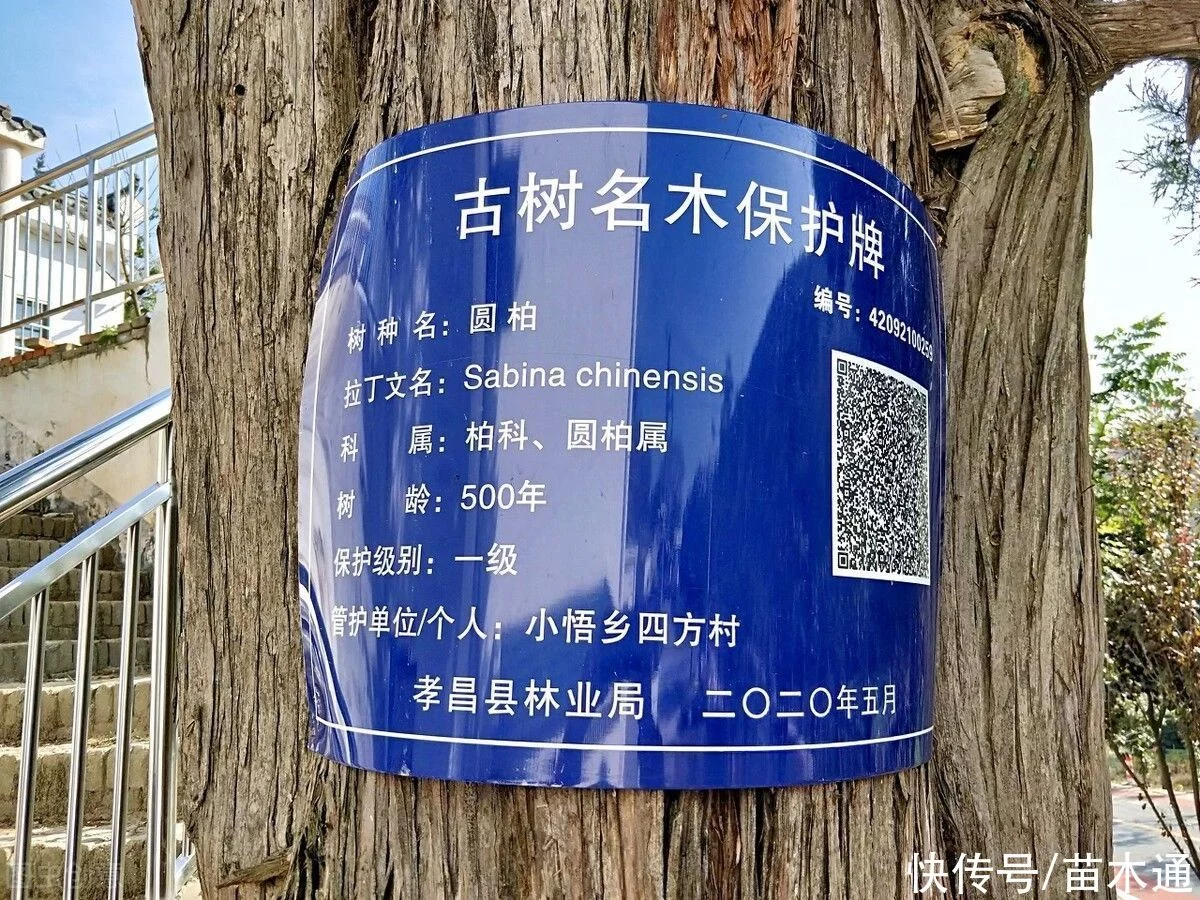 古树名木保护牌
编号：42092100259
树种名：圆柏
拉丁文名：Sabina chinensis
科属：柏科、圆柏属
树龄：500年
保护级别：一级
管护单位/个人：小悟乡四方村
孝昌县林业局 二〇二〇年五月
快传号/苗木通